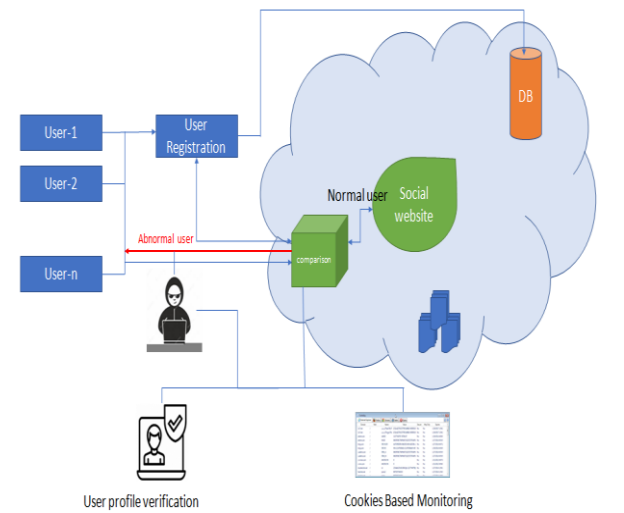 DB
User-1
User
Registration
User-2
Normal user
Social
website
Abnormal user
comparison
User-n
User profile verification
Cookies Based Monitoring